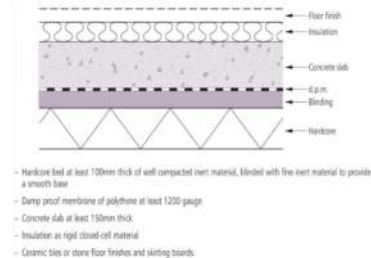 Floor finish
Insulation
Concrete slab
d.p.m.
Blinding
Hardcore
– Hardcore bed at least 100mm thick of well compacted inert material, blinded with fine inert material to provide
a smooth base
– Damp proof membrane of polythene at least 1200 gauge
– Concrete slab at least 150mm thick
– Insulation as rigid closed-cell material
– Ceramic tiles or stone floor finishes and skirting boards.